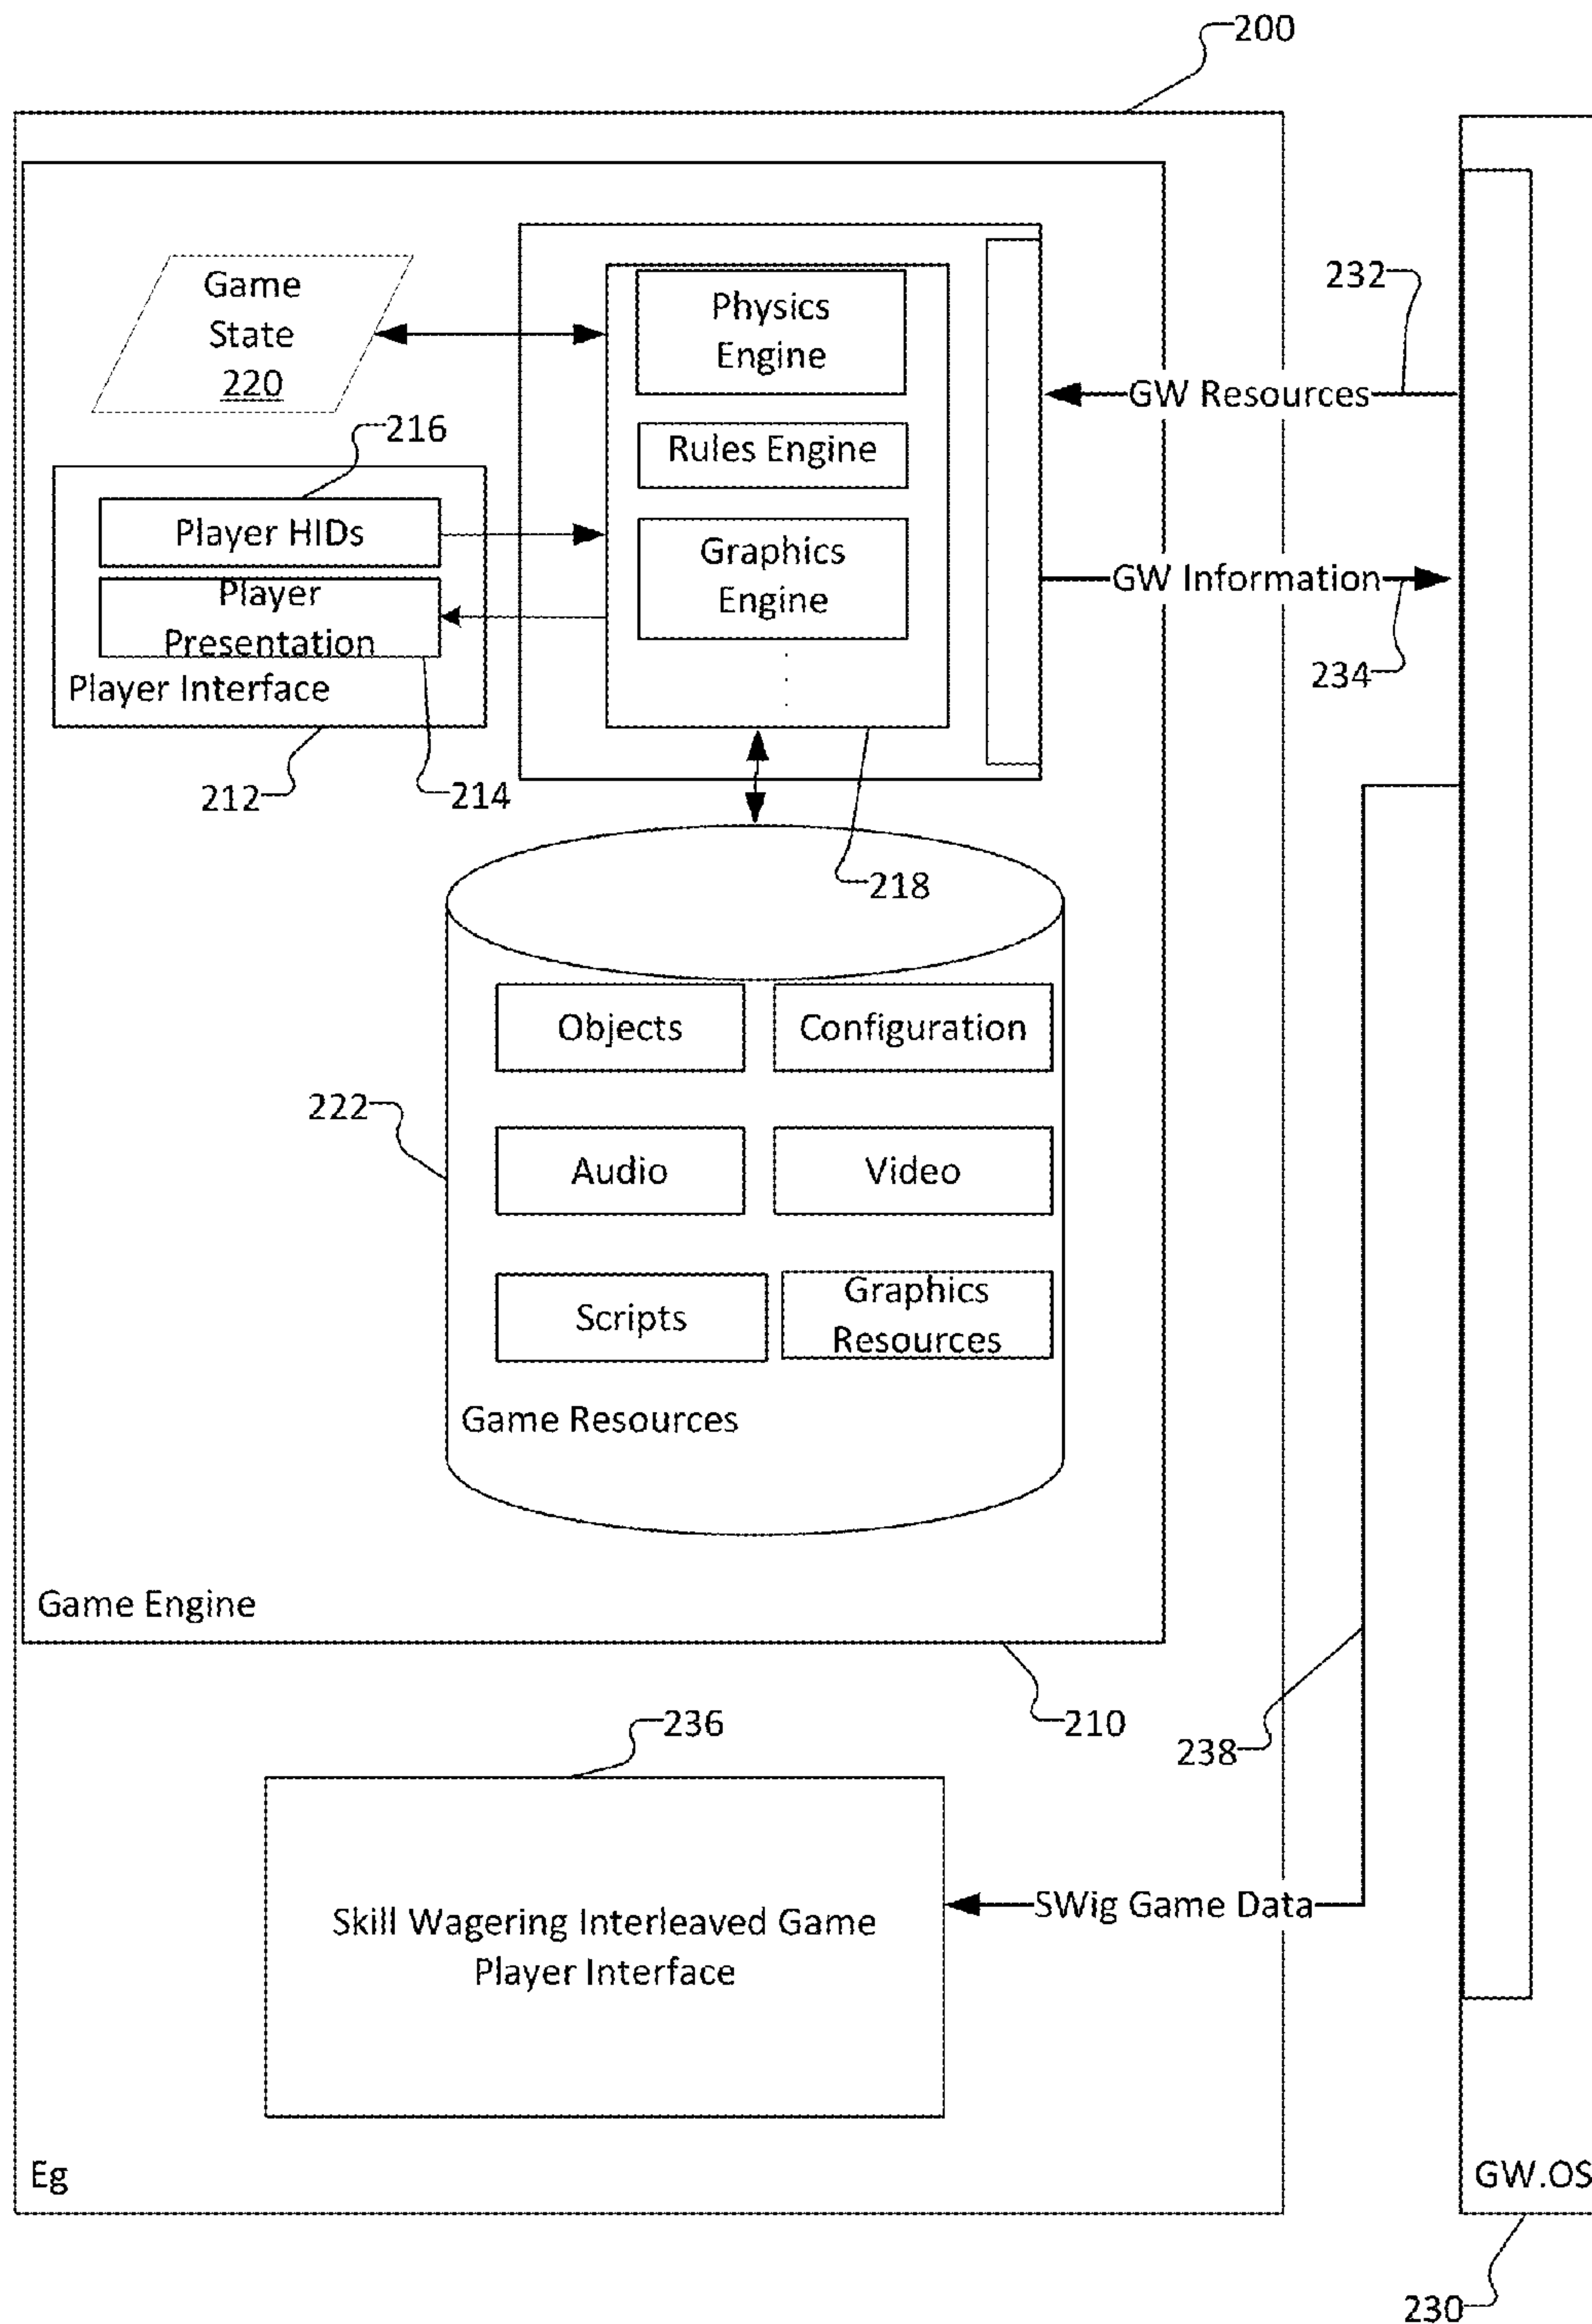 200
Game
State
220
Physics
Engine
Rules Engine
Graphics
Engine
232
GW Resources
GW Information
234
216
Player HIDs
Player
Presentation
Player Interface
212
214
218
222
Objects
Configuration
Audio
Video
Scripts
Graphics
Resources
Game Resources
Game Engine
210
236
238
Skill Wagering Interleaved Game
Player Interface
SWig Game Data
Eg
GW.OS
230